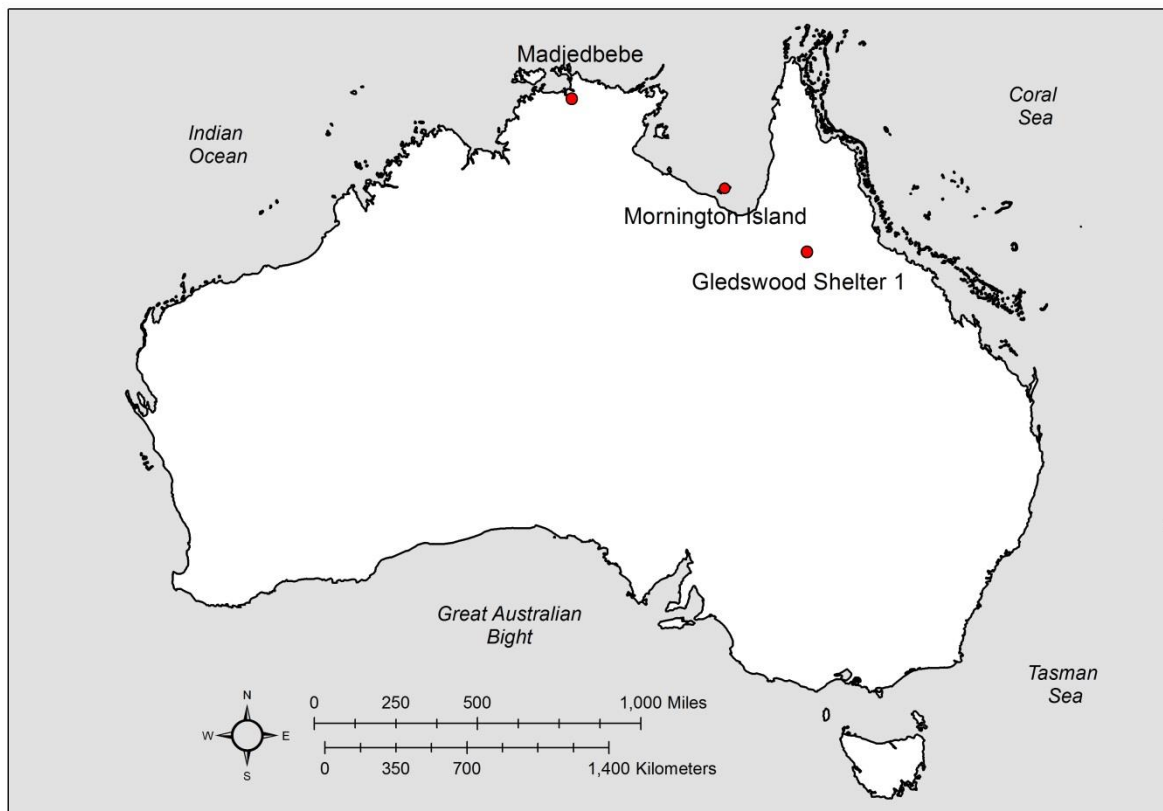 Madjedbebe
Indian
Ocean
Coral
Sea
Mornington Island
Gledswood Shelter 1
Great Australian
Bight
Tasman
Sea
N
W E
S
0 250 500 1,000 Miles
0 350 700 1,400 Kilometers